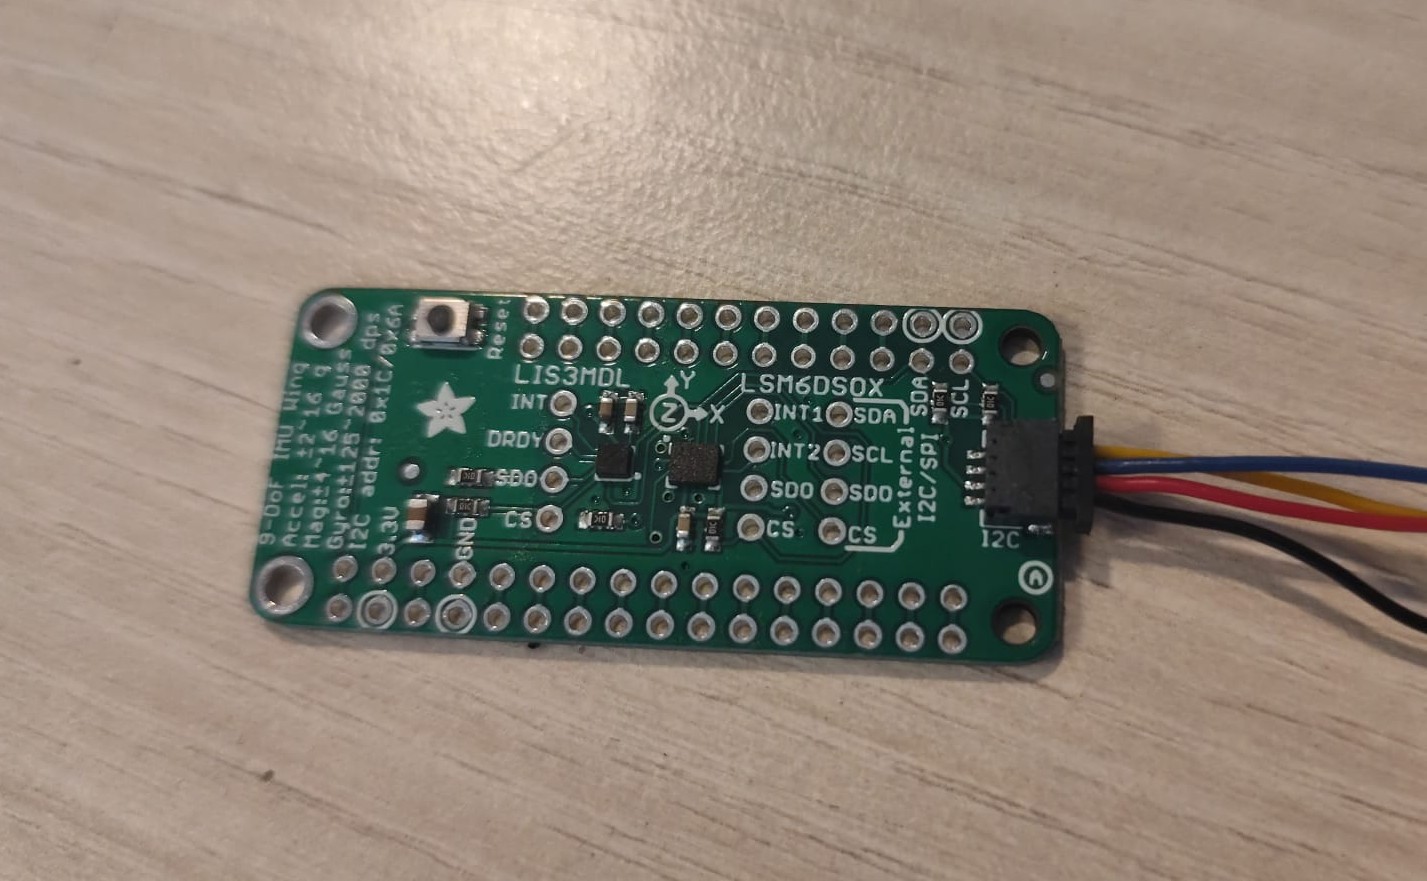 9-DoF IMU Wing
Accel: ±2~16 g
Mag:±4~16 Gauss
Gyro:±125~2000 dps
I2C addr: 0x1C/0x6A
Reset
LIS3MDL
INT
DRDY
SDO
CS
3.3V
GND
Y
Z
X
LSM6DSOX
INT1
INT2
SDO
CS
SDA
SCL
SDO
CS
External
I2C/SPI
SDA
SCL
I2C